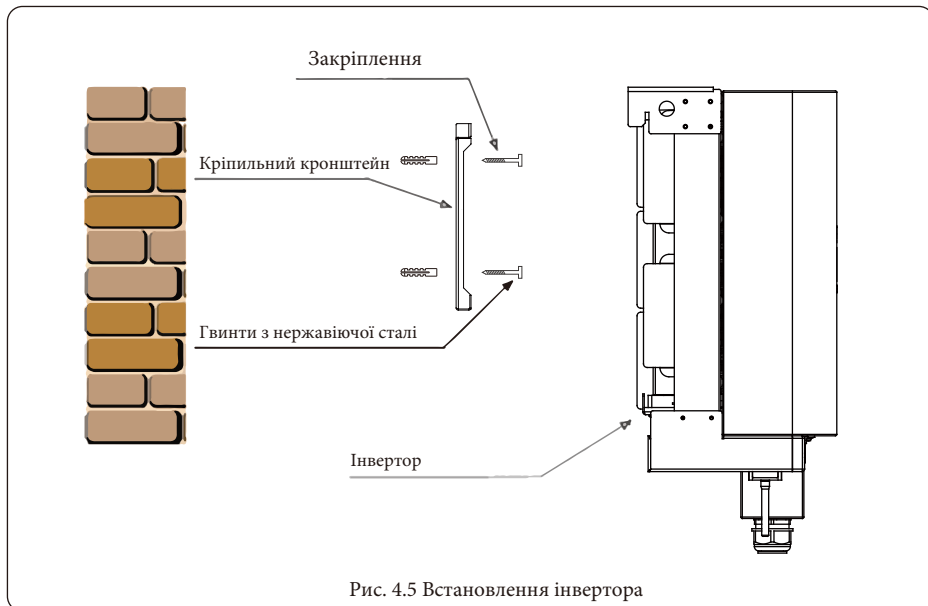 Закріплення
Кріпильний кронштейн
Гвинти з нержавіючої сталі
Інвертор
Рис. 4.5 Встановлення інвертора